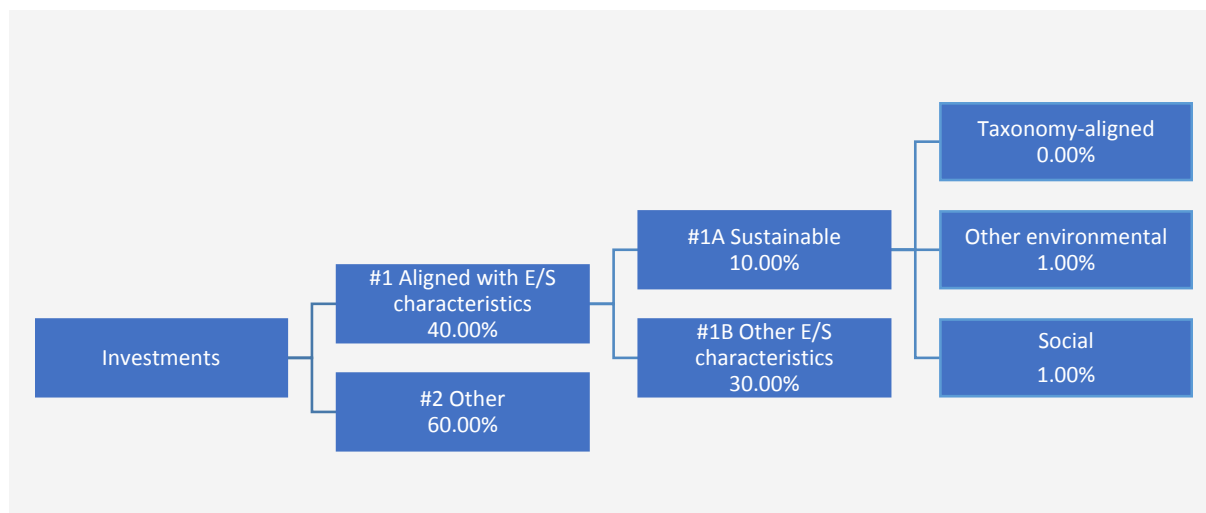 Investments
#1 Aligned with E/S
characteristics
40.00%
#2 Other
60.00%
#1A Sustainable
10.00%
#1B Other E/S
characteristics
30.00%
Taxonomy-aligned
0.00%
Other environmental
1.00%
Social
1.00%